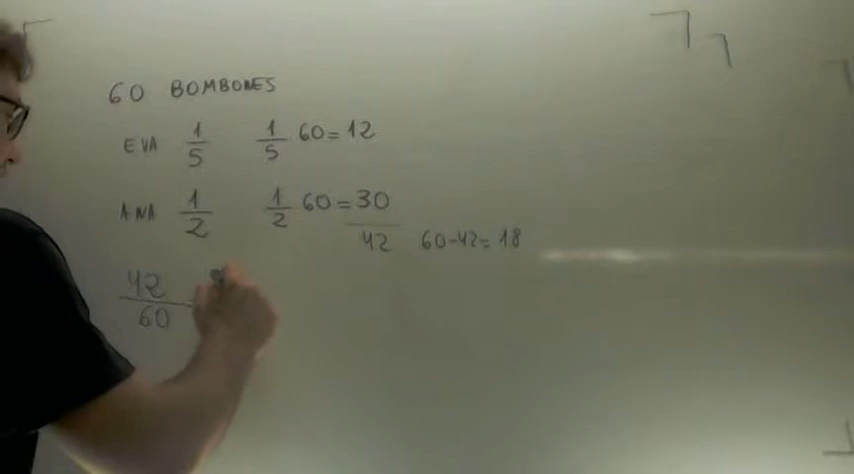 60 BOMBONES
EVA 1/5 1/5 60=12
ANA 1/2 1/2 60=30
42 60-42=18
42/60